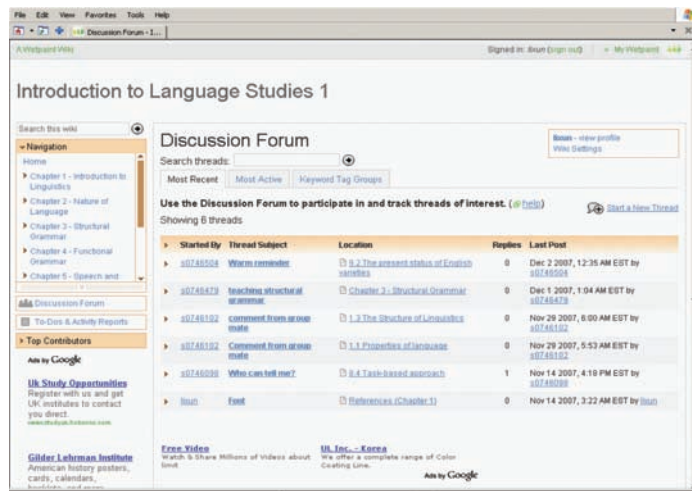 File Edit View Favorites Tools Help
Discussion Forum - I...
A Wetpaint Wiki
Signed in: lixun (sign out) My Wetpaint
Introduction to
Language Studies 1
Search this wiki
Navigation
Home
Chapter 1 - Introduction to
Linguistics
Chapter 2 - Nature of
Language
Chapter 3 - Structural
Grammar
Chapter 4 - Functional
Grammar
Chapter 5 - Speech and
Discussion Forum
To-Dos & Activity Reports
Top Contributors
Ads by Google
Uk Study Opportunities
Register with us and get
UK institutes to contact
you direct.
Gilder Lehrman Institute
American history posters,
cards, calendars,
Discussion Forum
Search threads:
lixun - view profile
Wiki Settings
Most Recent Most Active Keyword Tag Groups
Use the Discussion Forum to participate in and track threads of interest. (help)
Start a New Thread
Showing 6 threads
Started By Thread Subject Location Replies Last Post
s0746504 Warm reminder 9.2 The present status of English varieties 0 Dec 2 2007, 12:35 AM EST by s0746504
s0746479 teaching structural grammar Chapter 3 - Structural Grammar 0 Dec 1 2007, 1:04 AM EST by s0746479
s0746102 comment from group mate 1.3 The Structure of Linguistics 0 Nov 29 2007, 6:00 AM EST by s0746102
s0746102 Comment from group mate 1.1 Properties of language 0 Nov 29 2007, 5:53 AM EST by s0746102
s0746098 Who can tell me? 8.4 Task-based approach 1 Nov 14 2007, 4:18 PM EST by s0746098
lixun Font References (Chapter 1) 0 Nov 14 2007, 3:22 AM EST by lixun
Free Video
Watch & Share Millions of Videos about
limit
UL Inc. - Korea
We offer a complete range of Color
Coating Line.
Ads by Google